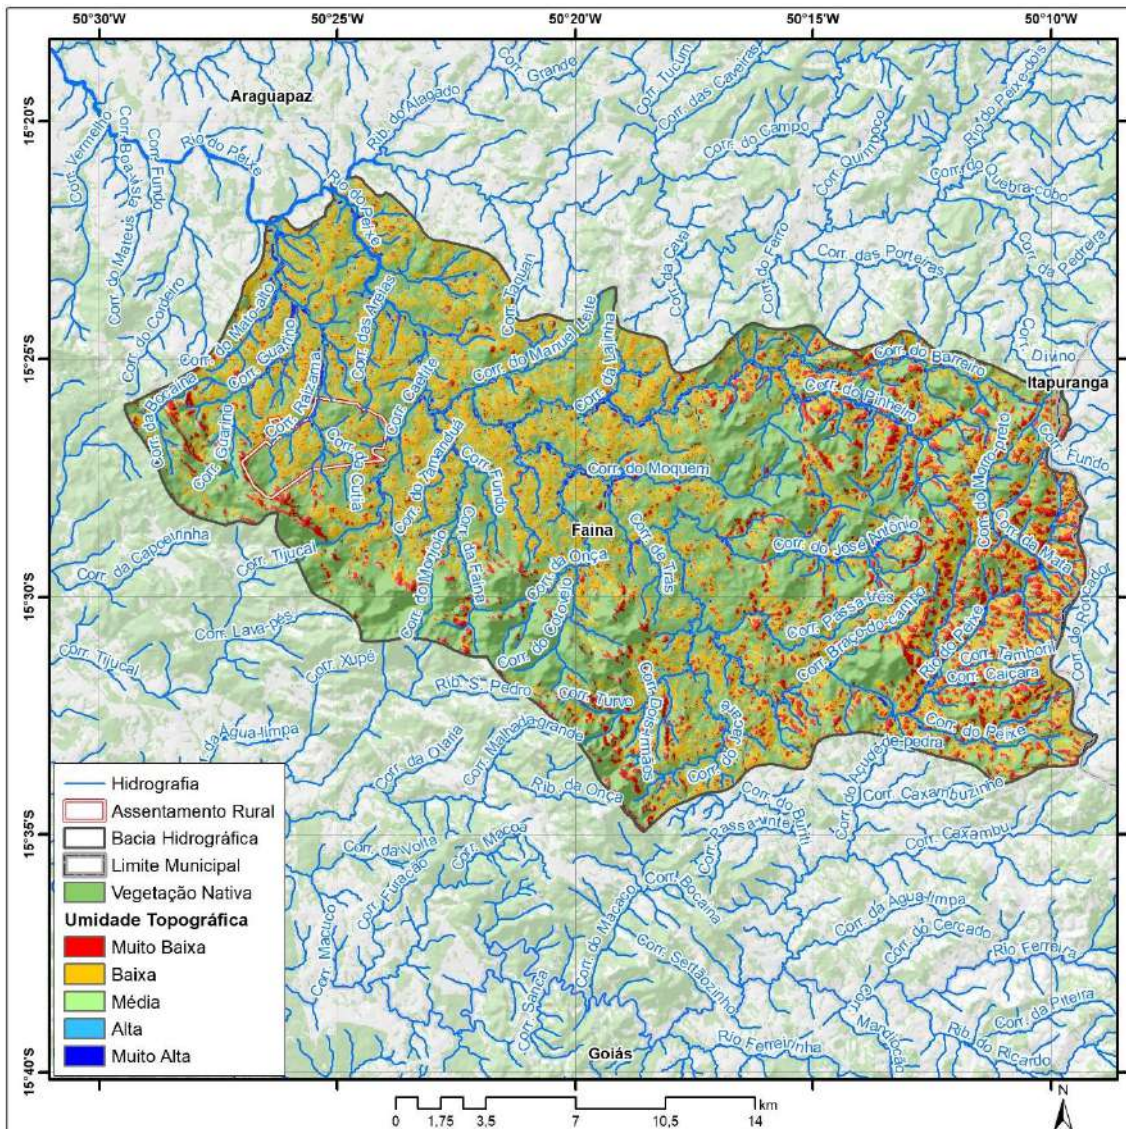 50°30'W 50°25'W 50°20'W 50°15'W 50°10'W
15°20'S
15°25'S
15°30'S
15°35'S
15°40'S
Araguapaz
Corr. Grande
Rib. do Alagado
Corr. Tucum
Corr. das Caveiras
Corr. do Campo
Rio do Peixe-dois
Corr. do Quebra-cobo
Corr. Vermelho
Corr. Boa-vista
Corr. Fundo
Rio do Peixe
Rio do Peixe
Corr. do Mateus
Corr. do Cordeiro
Corr. da Cava
Corr. do Ferro
Corr. das Porteiras
Corr. da Pedreira
Corr. do Mato-alto
Corr. das Areias
Corr. Taquari
Corr. do Manuel Leite
Corr. da Lajinha
Corr. do Barreiro
Corr. Divino
Itapuranga
Corr. Guarino
Corr. da Bocaina
Corr. Raizama
Corr. Caetite
Corr. do Pinheiro
Corr. Guarino
Corr. da Cutia
Corr. do Tamanduá
Corr. Fundo
Corr. do Moquem
Corr. do Morro-preto
Corr. Fundo
Faina
Corr. da Capoeirinha
Corr. Tijucal
Corr. do Monjolo
Corr. da Faina
Corr. da Onça
Corr. de Tras
Corr. do José Antônio
Corr. da Mata
Corr. Lava-pés
Corr. Passa-três
Corr. Braço-do-campo
Rio do Peixe
Corr. do Roncador
Corr. Tijucal
Corr. Xupé
Corr. Tamboril
Corr. Caiçara
Rib. S. Pedro
Corr. Turvo
Corr. Dois-irmãos
Corr. do Jacaré
Corr. do Peixe
Corr. da Água-limpa
Corr. da Olaria
Corr. Malhada-grande
Rib. da Onça
Corr. do Açude-de-pedra
Corr. Caxambuzinho
Corr. do Buriti
Corr. Passa-vinte
Corr. Caxambu
Corr. da Volta
Corr. Macoa
Corr. Furação
Corr. Macuco
Corr. Bocaina
Corr. do Macaco
Corr. Sertãozinho
Corr. Sanca
Corr. da Água-limpa
Corr. do Cercado
Rio Ferreira
Corr. da Piteira
Corr. Mandiocão
Rib. do Ricardo
Rio Ferreirinha
Goiás
Hidrografia
Assentamento Rural
Bacia Hidrográfica
Limite Municipal
Vegetação Nativa
Umidade Topográfica
Muito Baixa
Baixa
Média
Alta
Muito Alta
0 1,75 3,5 7 10,5 14
km
N